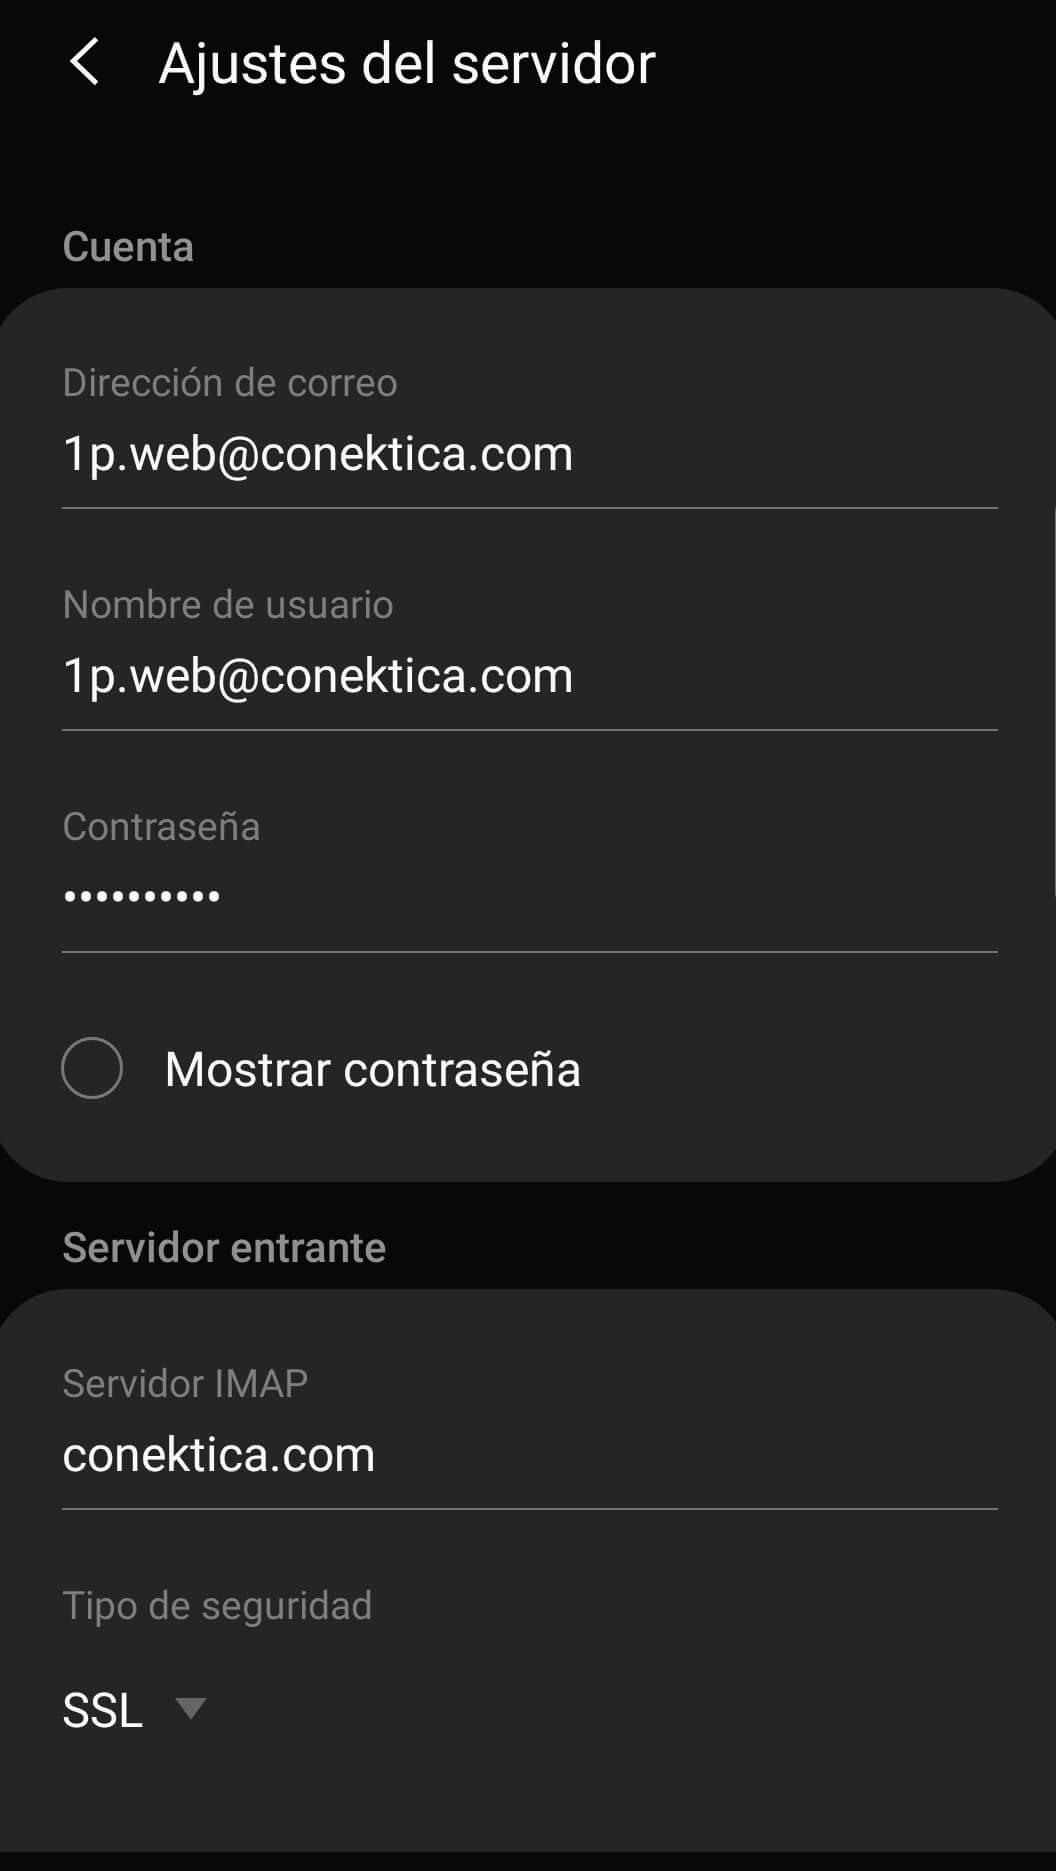 Ajustes del servidor
Cuenta
Dirección de correo
1p.web@conektica.com
Nombre de usuario
1p.web@conektica.com
Contraseña
••••••••••
Mostrar contraseña
Servidor entrante
Servidor IMAP
conektica.com
Tipo de seguridad
SSL